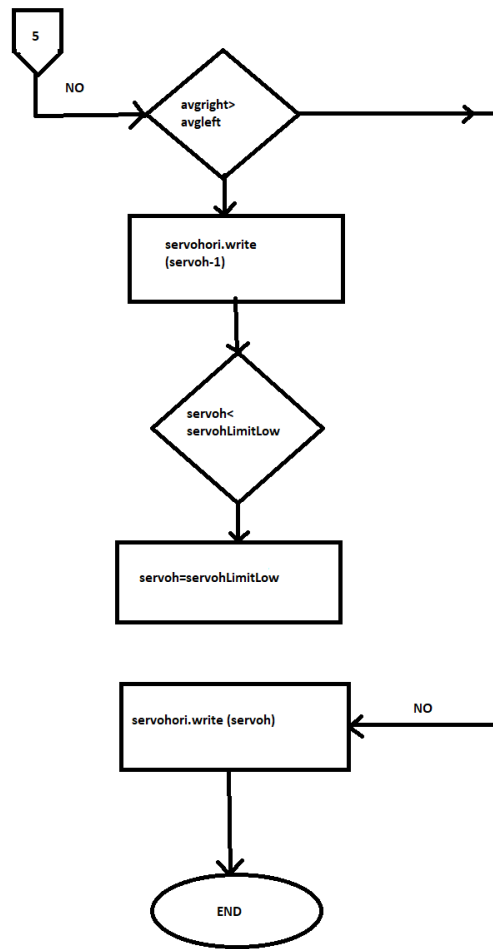 5
NO
avgright>
avgleft
servohori.write
(servoh-1)
servoh<
servohLimitLow
servoh=servohLimitLow
servohori.write (servoh)
NO
END